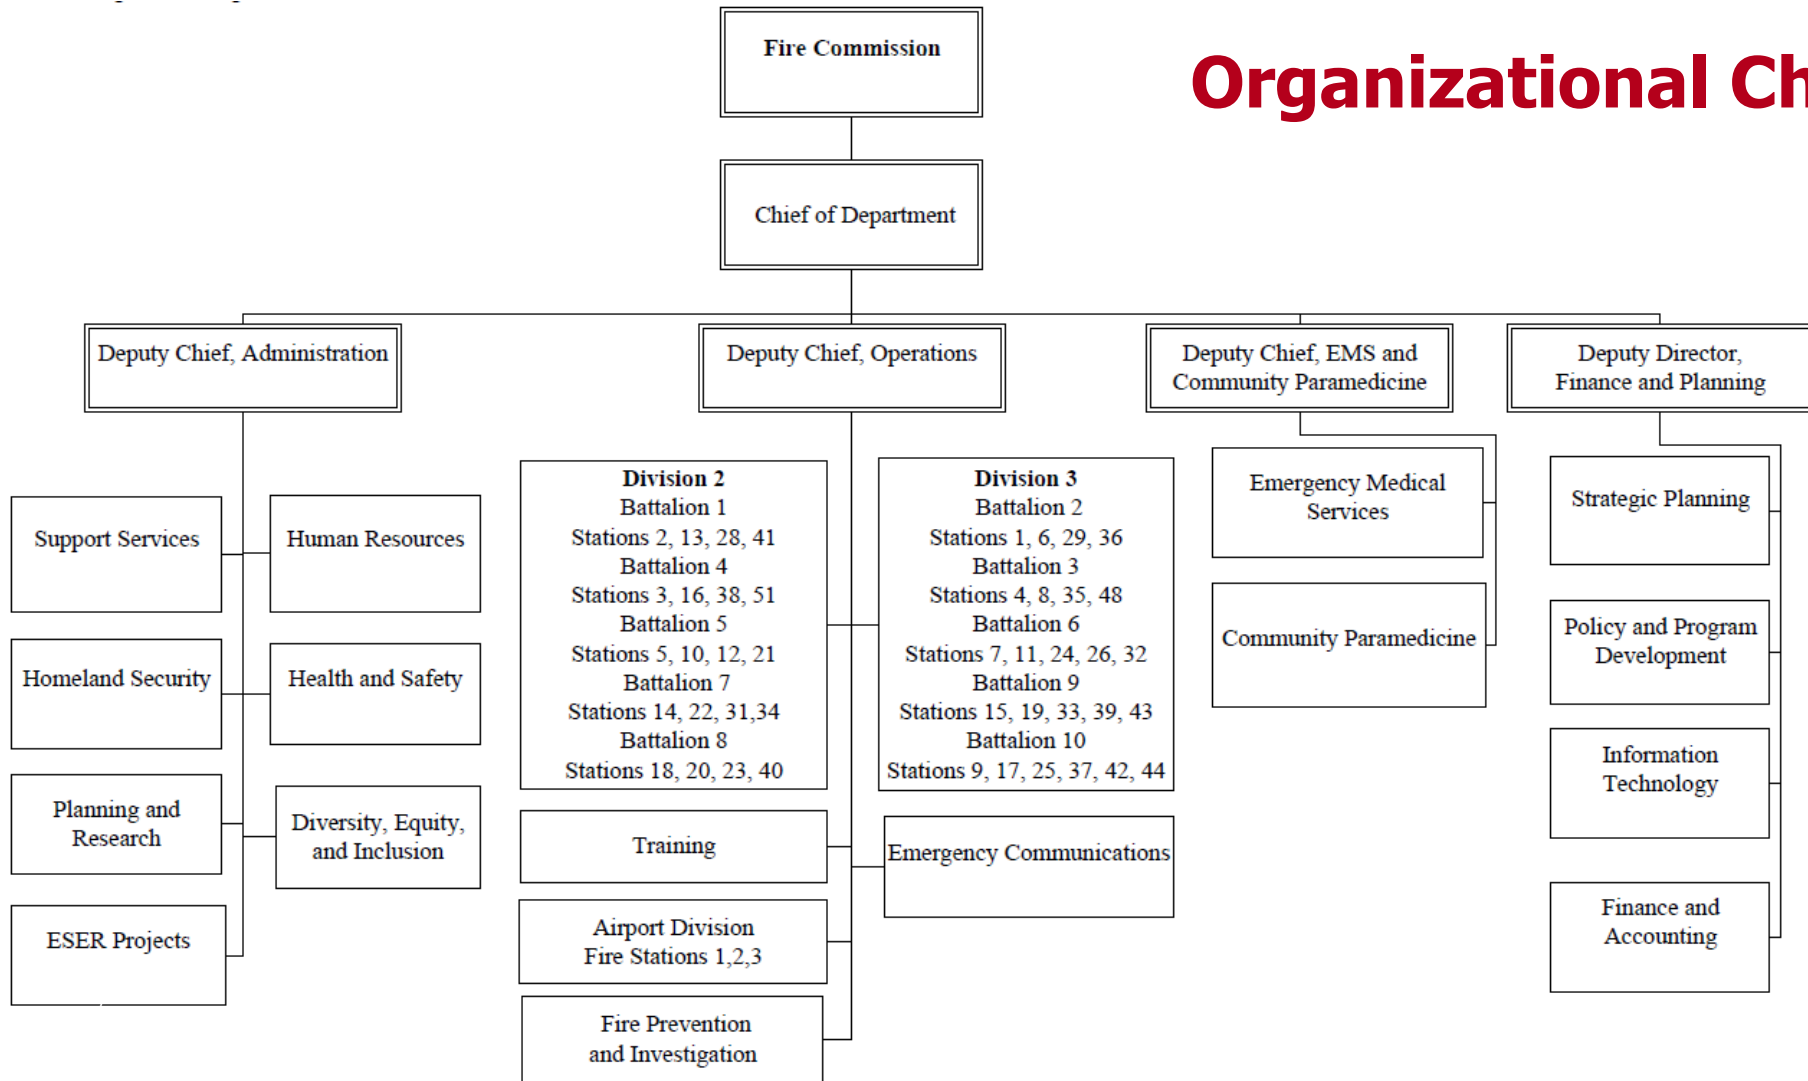 Fire Commission
Organizational Ch
Chief of Department
Deputy Chief, Administration
Deputy Chief, Operations
Deputy Chief, EMS and
Community Paramedicine
Deputy Director,
Finance and Planning
Support Services
Human Resources
Homeland Security
Health and Safety
Planning and
Research
Diversity, Equity,
and Inclusion
ESER Projects
Division 2
Battalion 1
Stations 2, 13, 28, 41
Battalion 4
Stations 3, 16, 38, 51
Battalion 5
Stations 5, 10, 12, 21
Battalion 7
Stations 14, 22, 31,34
Battalion 8
Stations 18, 20, 23, 40
Division 3
Battalion 2
Stations 1, 6, 29, 36
Battalion 3
Stations 4, 8, 35, 48
Battalion 6
Stations 7, 11, 24, 26, 32
Battalion 9
Stations 15, 19, 33, 39, 43
Battalion 10
Stations 9, 17, 25, 37, 42, 44
Training
Emergency Communications
Airport Division
Fire Stations 1,2,3
Fire Prevention
and Investigation
Emergency Medical
Services
Community Paramedicine
Strategic Planning
Policy and Program
Development
Information
Technology
Finance and
Accounting